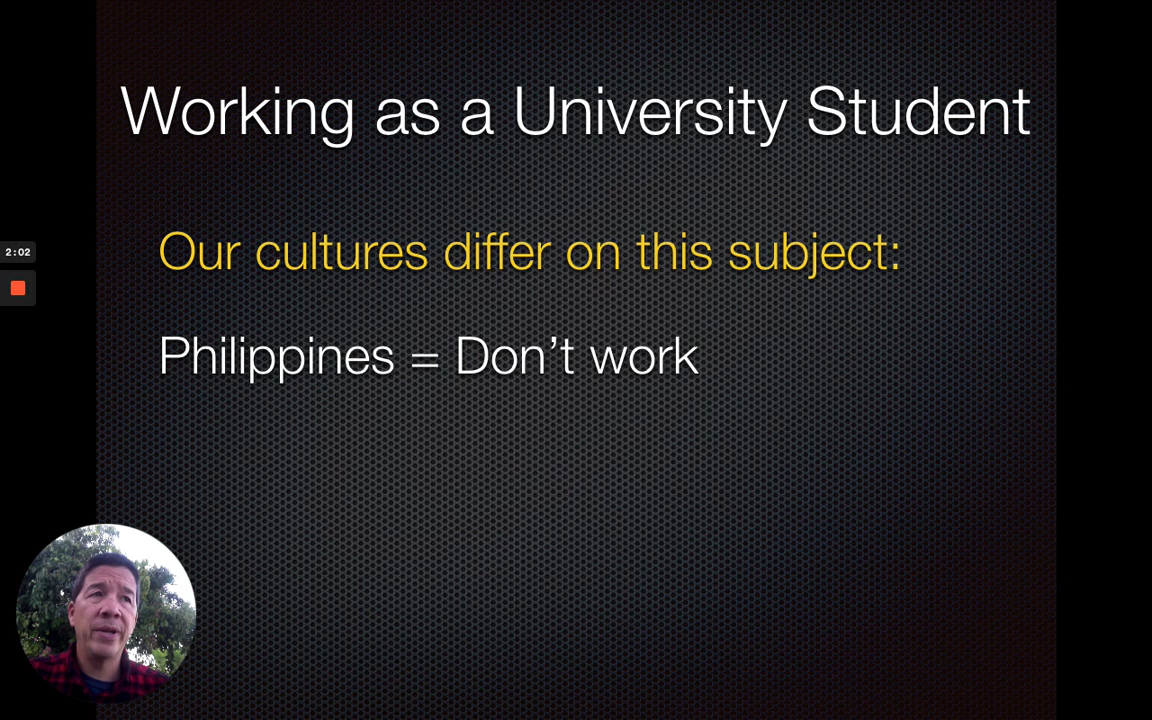 Working as a University Student
Our cultures differ on this subject:
2:02
Philippines = Don’t work